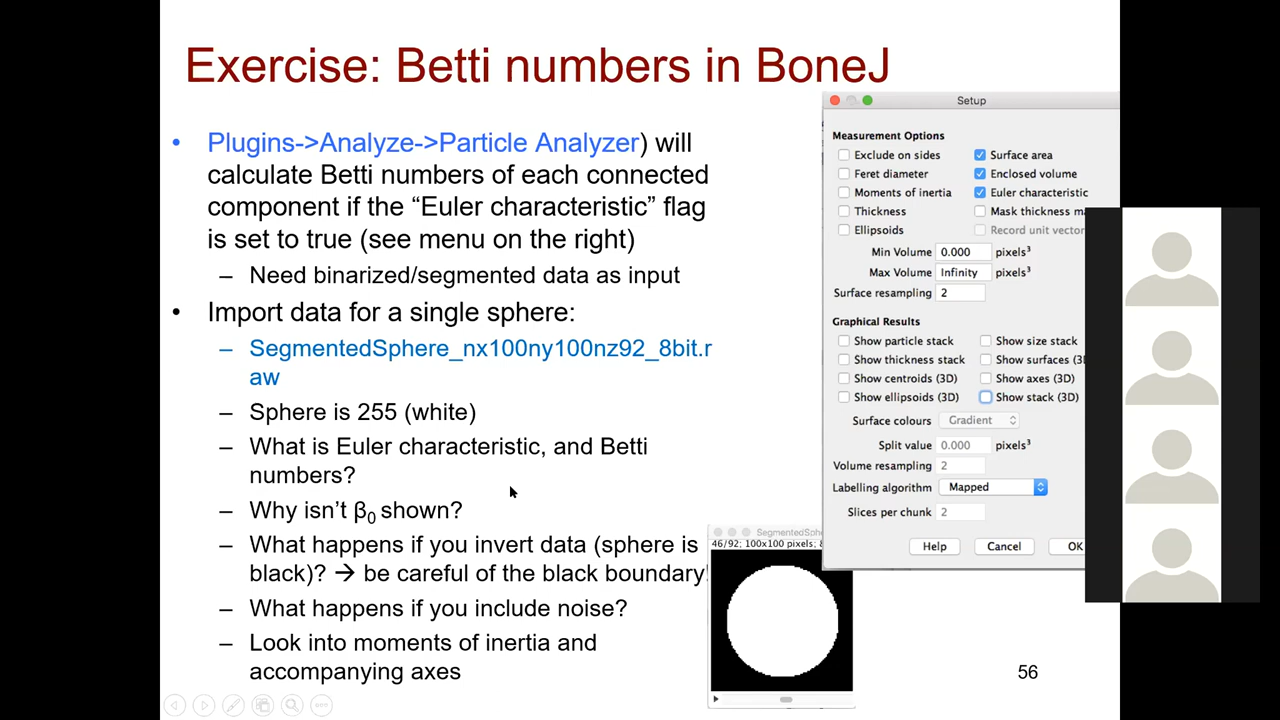 Exercise: Betti numbers in BoneJ
• Plugins->Analyze->Particle Analyzer) will
calculate Betti numbers of each connected
component if the “Euler characteristic” flag
is set to true (see menu on the right)
– Need binarized/segmented data as input
• Import data for a single sphere:
– SegmentedSphere_nx100ny100nz92_8bit.r
aw
– Sphere is 255 (white)
– What is Euler characteristic, and Betti
numbers?
– Why isn’t β0 shown?
– What happens if you invert data (sphere is
black)? → be careful of the black boundary!
– What happens if you include noise?
– Look into moments of inertia and
accompanying axes
Setup
Measurement Options
Exclude on sides Surface area
Feret diameter Enclosed volume
Moments of inertia Euler characteristic
Thickness Mask thickness ma
Ellipsoids Record unit vector
Min Volume 0.000 pixels³
Max Volume Infinity pixels³
Surface resampling 2
Graphical Results
Show particle stack Show size stack
Show thickness stack Show surfaces (3D
Show centroids (3D) Show axes (3D)
Show ellipsoids (3D) Show stack (3D)
Surface colours Gradient
Split value 0.000 pixels³
Volume resampling 2
Labelling algorithm Mapped
Slices per chunk 2
Help Cancel OK
SegmentedSph
46/92; 100x100 pixels; 8
56